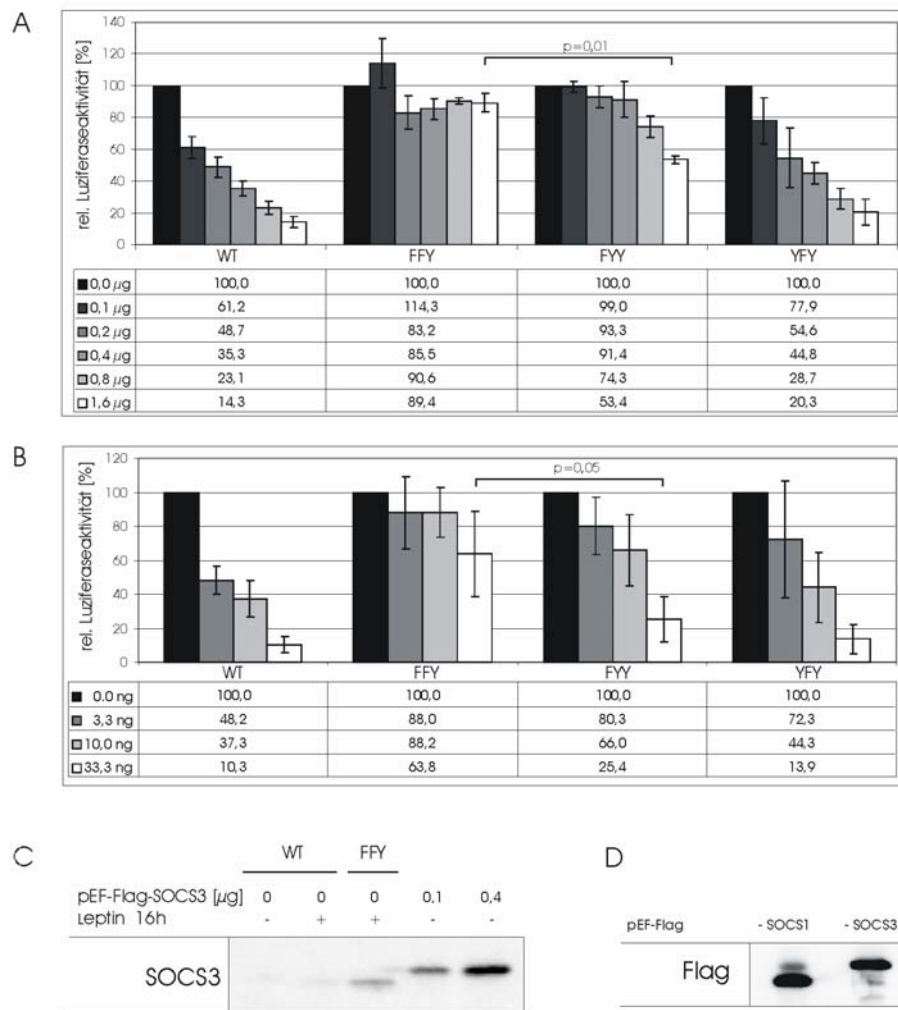 A
rel. Luziferaseaktivität [%]
140
120
100
80
60
40
20
0
p=0,01
WT FFY FYY YFY
0,0 µg 100,0 100,0 100,0 100,0
0,1 µg 61,2 114,3 99,0 77,9
0,2 µg 48,7 83,2 93,3 54,6
0,4 µg 35,3 85,5 91,4 44,8
0,8 µg 23,1 90,6 74,3 28,7
1,6 µg 14,3 89,4 53,4 20,3
B
rel. Luziferaseaktivität [%]
120
100
80
60
40
20
0
p=0,05
WT FFY FYY YFY
0.0 ng 100,0 100,0 100,0 100,0
3,3 ng 48,2 88,0 80,3 72,3
10,0 ng 37,3 88,2 66,0 44,3
33,3 ng 10,3 63,8 25,4 13,9
C
WT FFY
pEF-Flag-SOCS3 [µg] 0 0 0 0,1 0,4
Leptin 16h - + + - -
SOCS3
D
pEF-Flag - SOCS1 - SOCS3
Flag